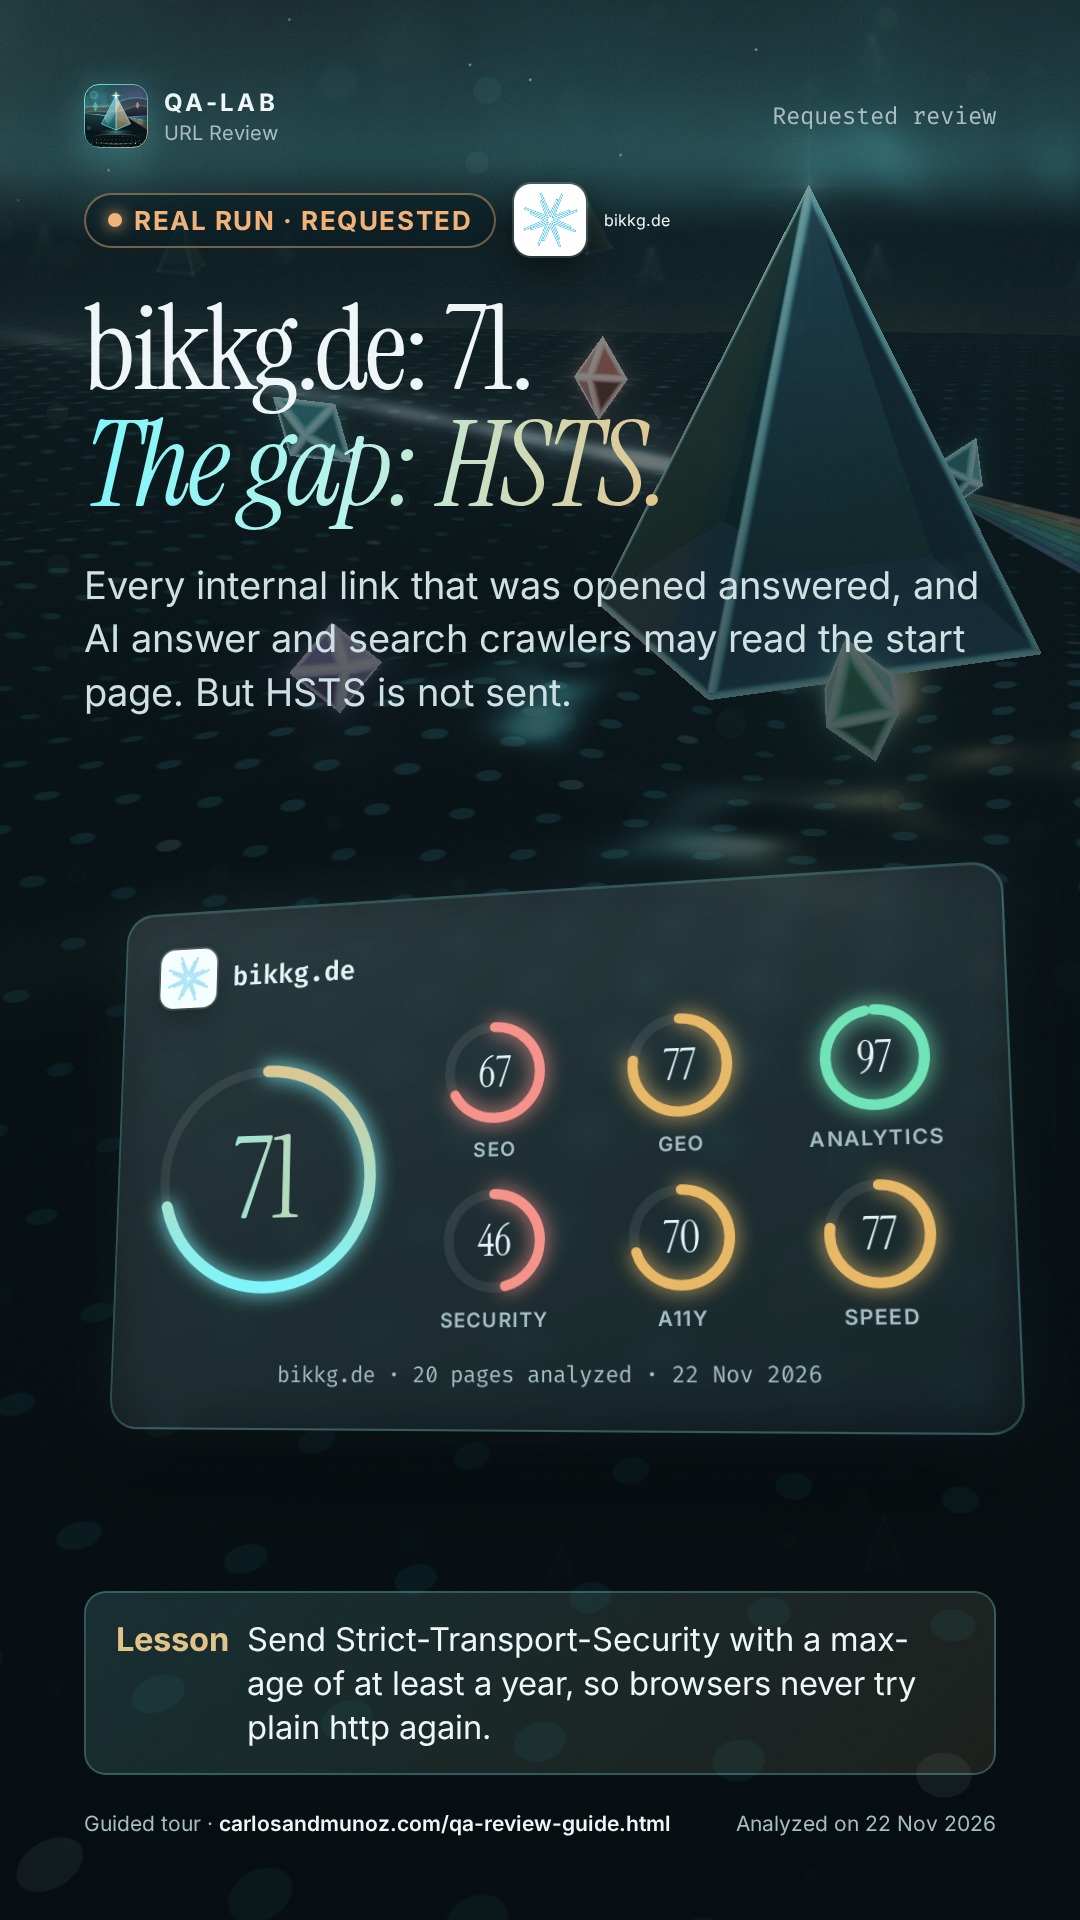 QA-LAB
URL Review
Requested review
REAL RUN · REQUESTED
bikkg.de
bikkg.de: 71.
The gap: HSTS.
Every internal link that was opened answered, and
AI answer and search crawlers may read the start
page. But HSTS is not sent.
bikkg.de
71
67
SEO
77
GEO
97
ANALYTICS
46
SECURITY
70
A11Y
77
SPEED
bikkg.de · 20 pages analyzed · 22 Nov 2026
Lesson Send Strict-Transport-Security with a max-
age of at least a year, so browsers never try
plain http again.
Guided tour · carlosandmunoz.com/qa-review-guide.html
Analyzed on 22 Nov 2026